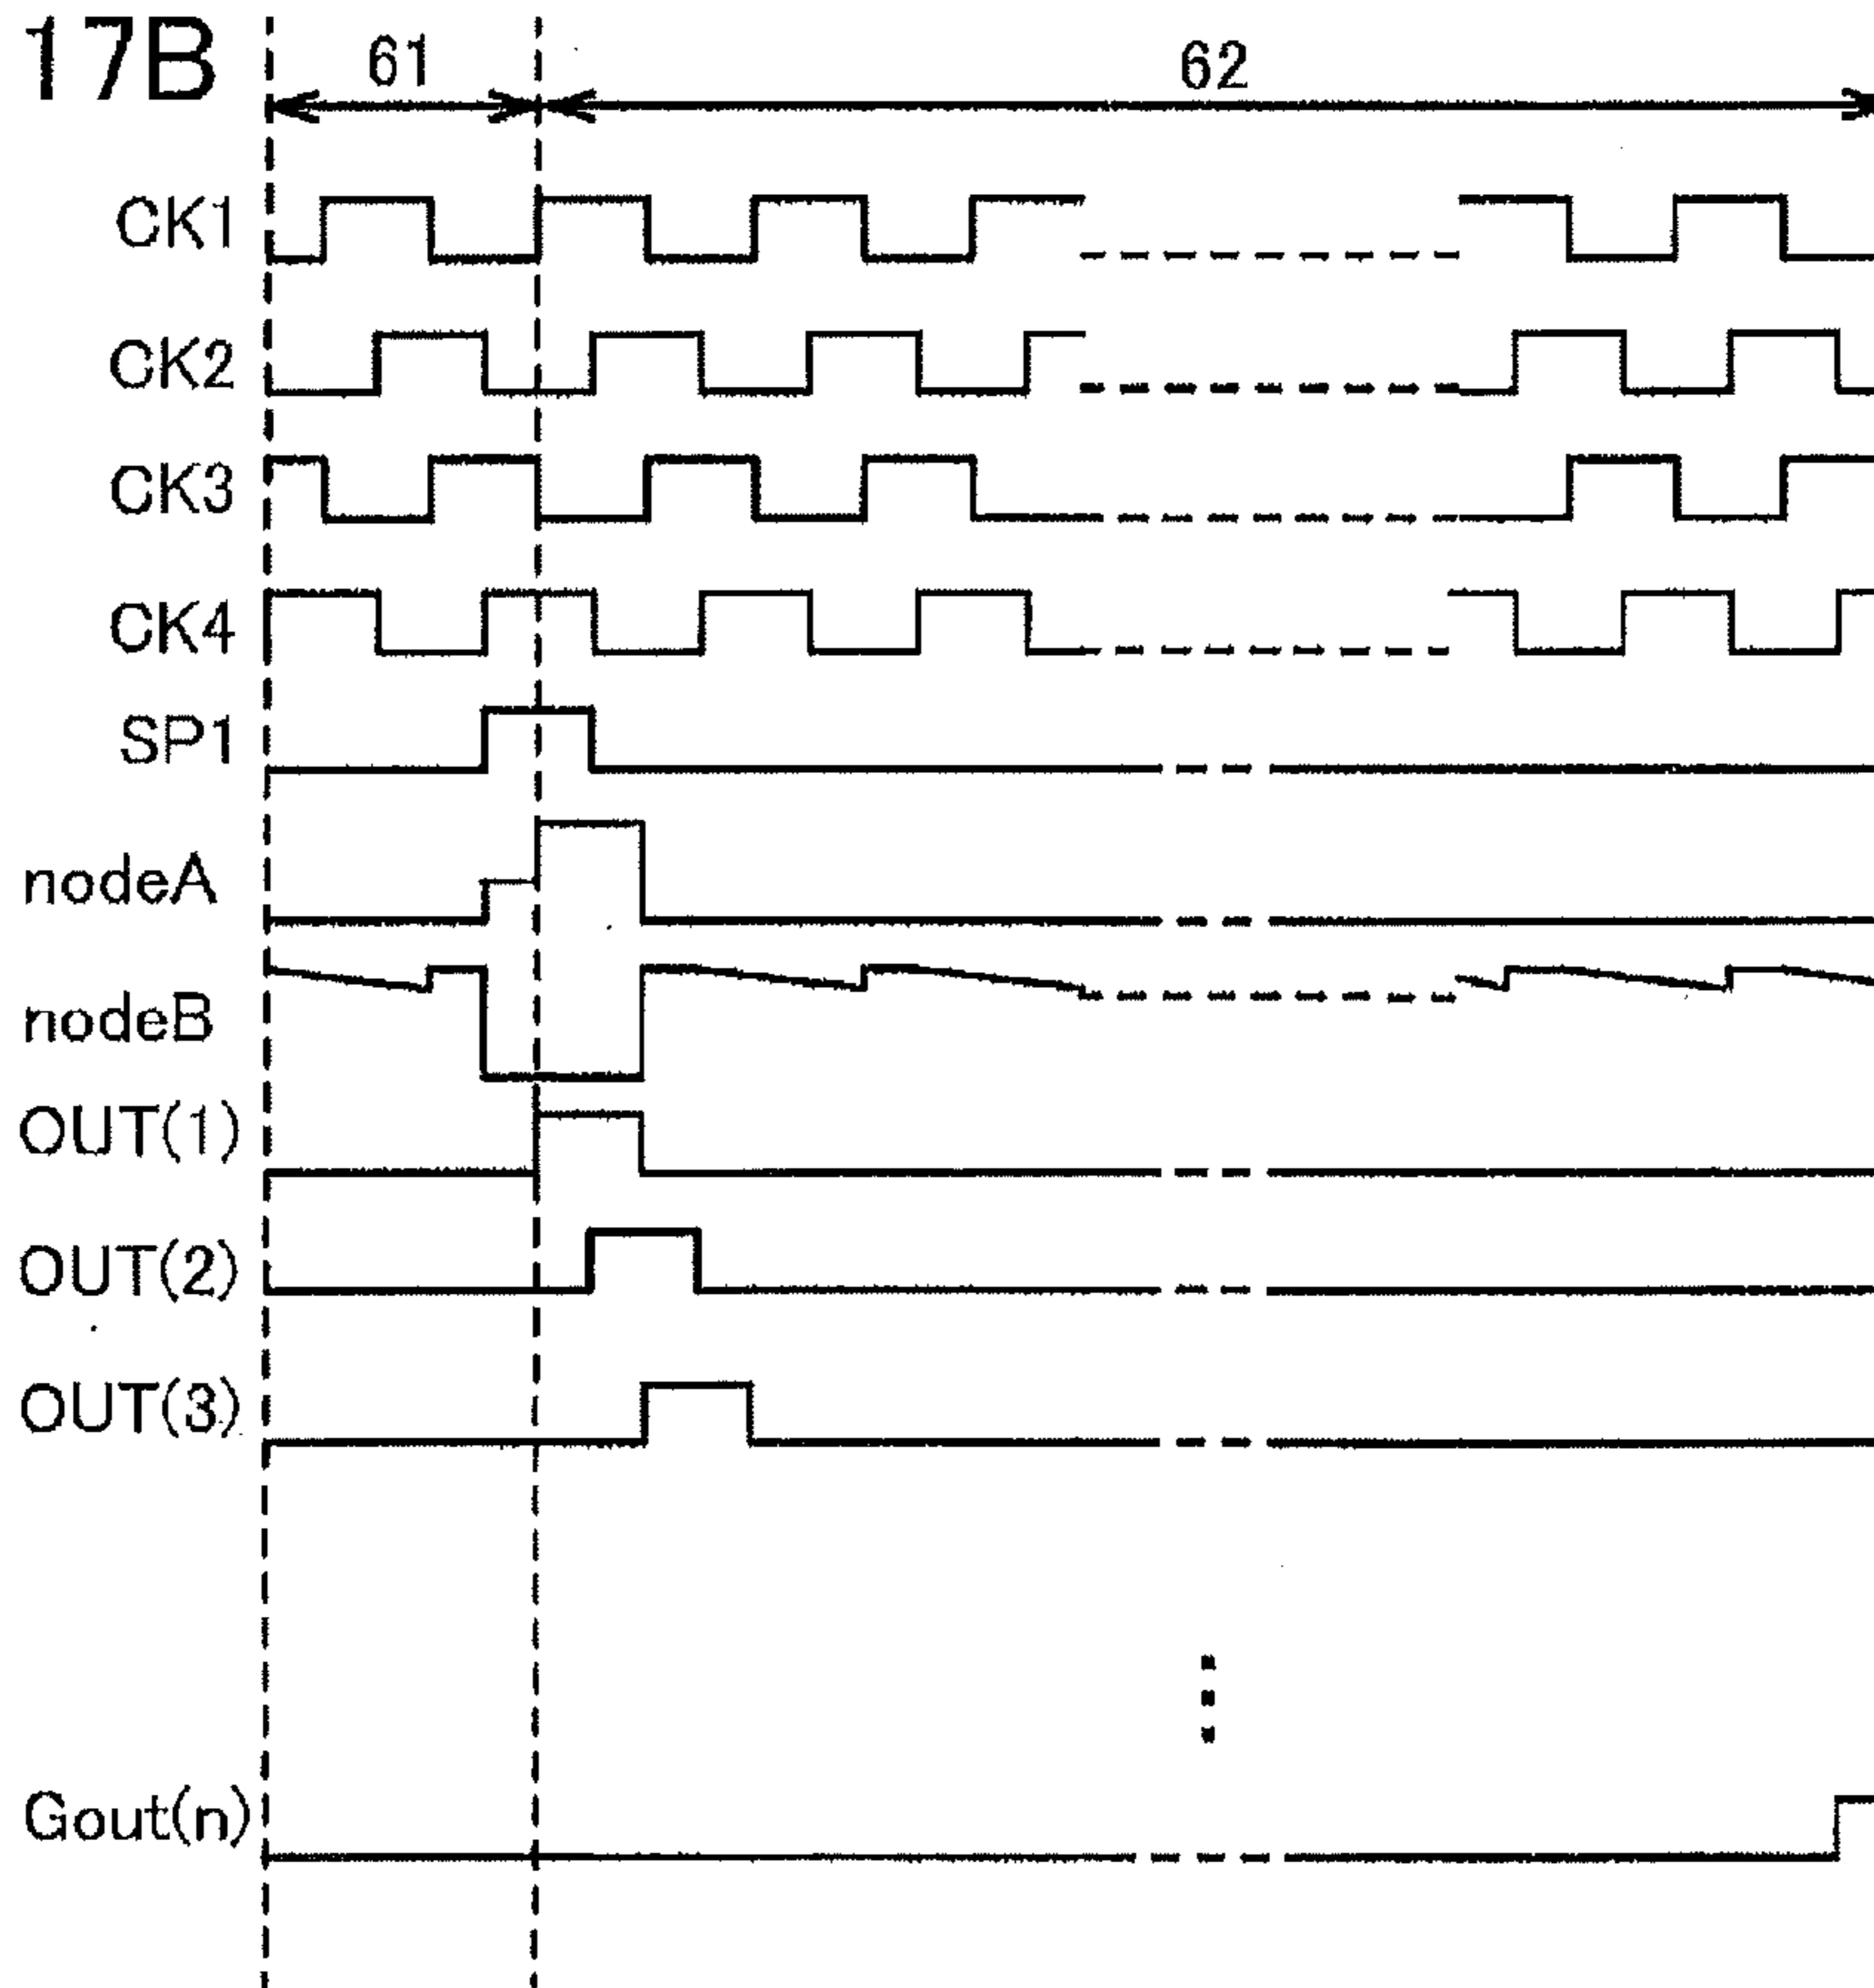 17B
61
62
CK1
CK2
CK3
CK4
SP1
nodeA
nodeB
OUT(1)
OUT(2)
OUT(3)
Gout(n)